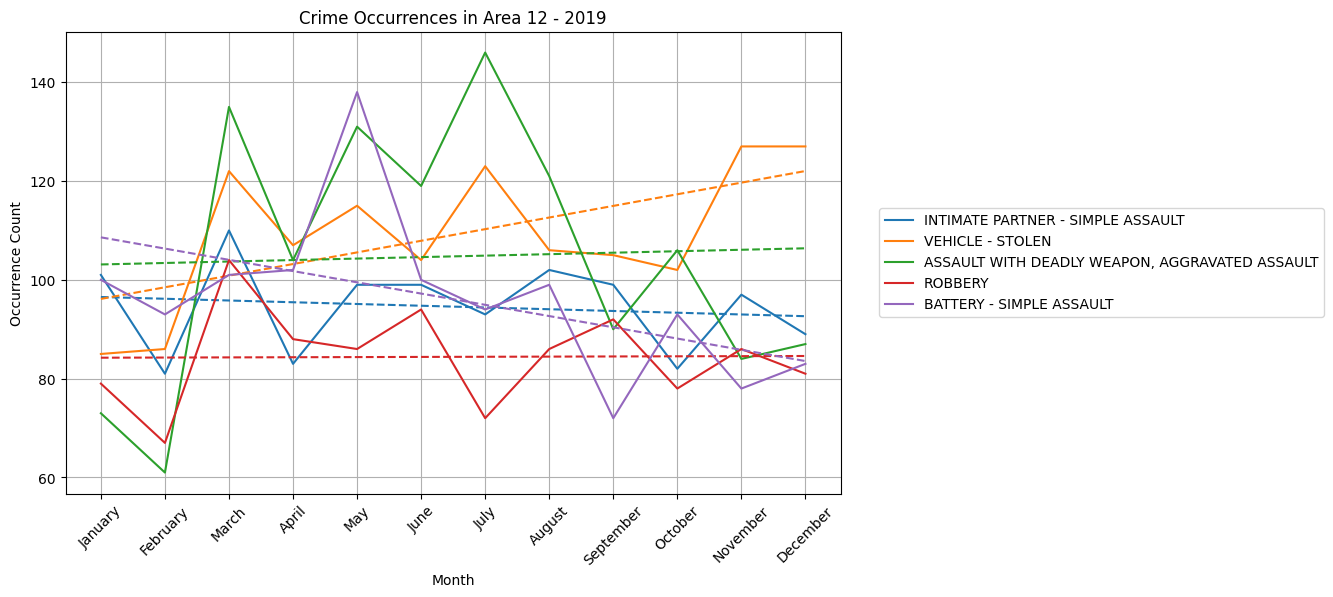 Crime Occurrences in Area 12 - 2019
Occurrence Count
140
120
100
80
60
January
February
March
April
May
June
July
August
September
October
November
December
Month
INTIMATE PARTNER - SIMPLE ASSAULT
VEHICLE - STOLEN
ASSAULT WITH DEADLY WEAPON, AGGRAVATED ASSAULT
ROBBERY
BATTERY - SIMPLE ASSAULT